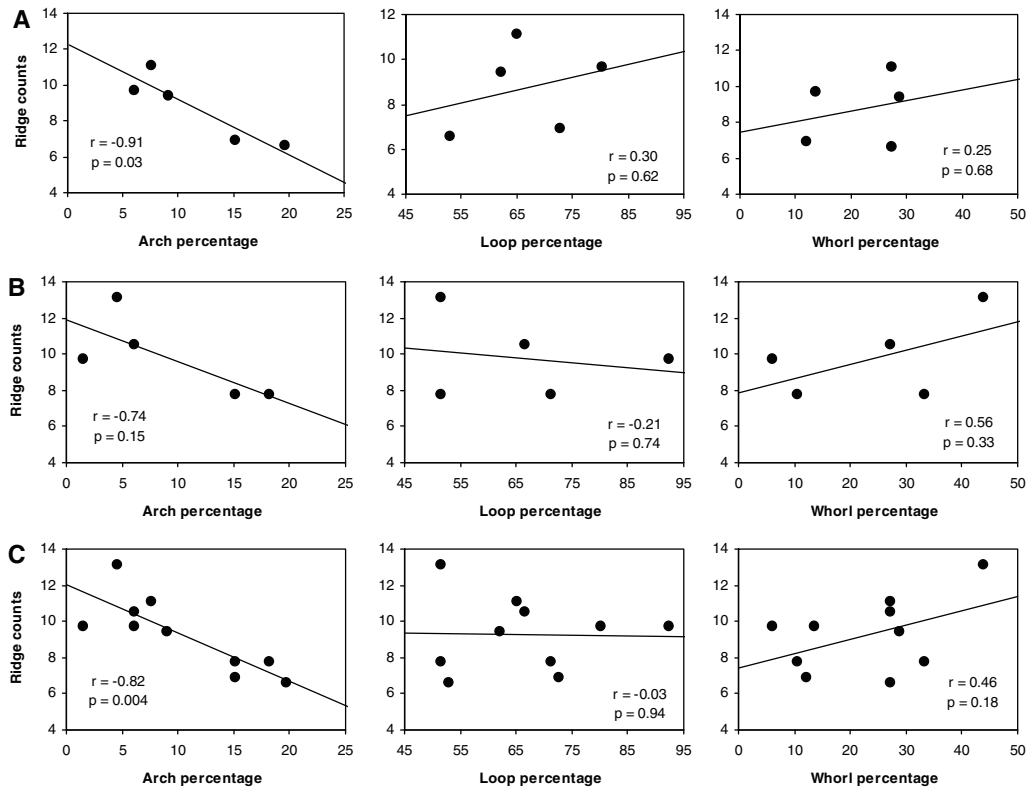 A
Ridge counts
14
12
10
8
6
4
r = -0.91
p = 0.03
0 5 10 15 20 25
Arch percentage
12
10
8
6
4
r = 0.30
p = 0.62
45 55 65 75 85 95
Loop percentage
14
12
10
8
6
4
r = 0.25
p = 0.68
0 10 20 30 40 50
Whorl percentage
B
Ridge counts
14
12
10
8
6
4
r = -0.74
p = 0.15
0 5 10 15 20 25
Arch percentage
14
12
10
8
6
4
r = -0.21
p = 0.74
45 55 65 75 85 95
Loop percentage
14
12
10
8
6
4
r = 0.56
p = 0.33
0 10 20 30 40 50
Whorl percentage
C
Ridge counts
14
12
10
8
6
4
r = -0.82
p = 0.004
0 5 10 15 20 25
Arch percentage
14
12
10
8
6
4
r = -0.03
p = 0.94
45 55 65 75 85 95
Loop percentage
14
12
10
8
6
4
r = 0.46
p = 0.18
0 10 20 30 40 50
Whorl percentage